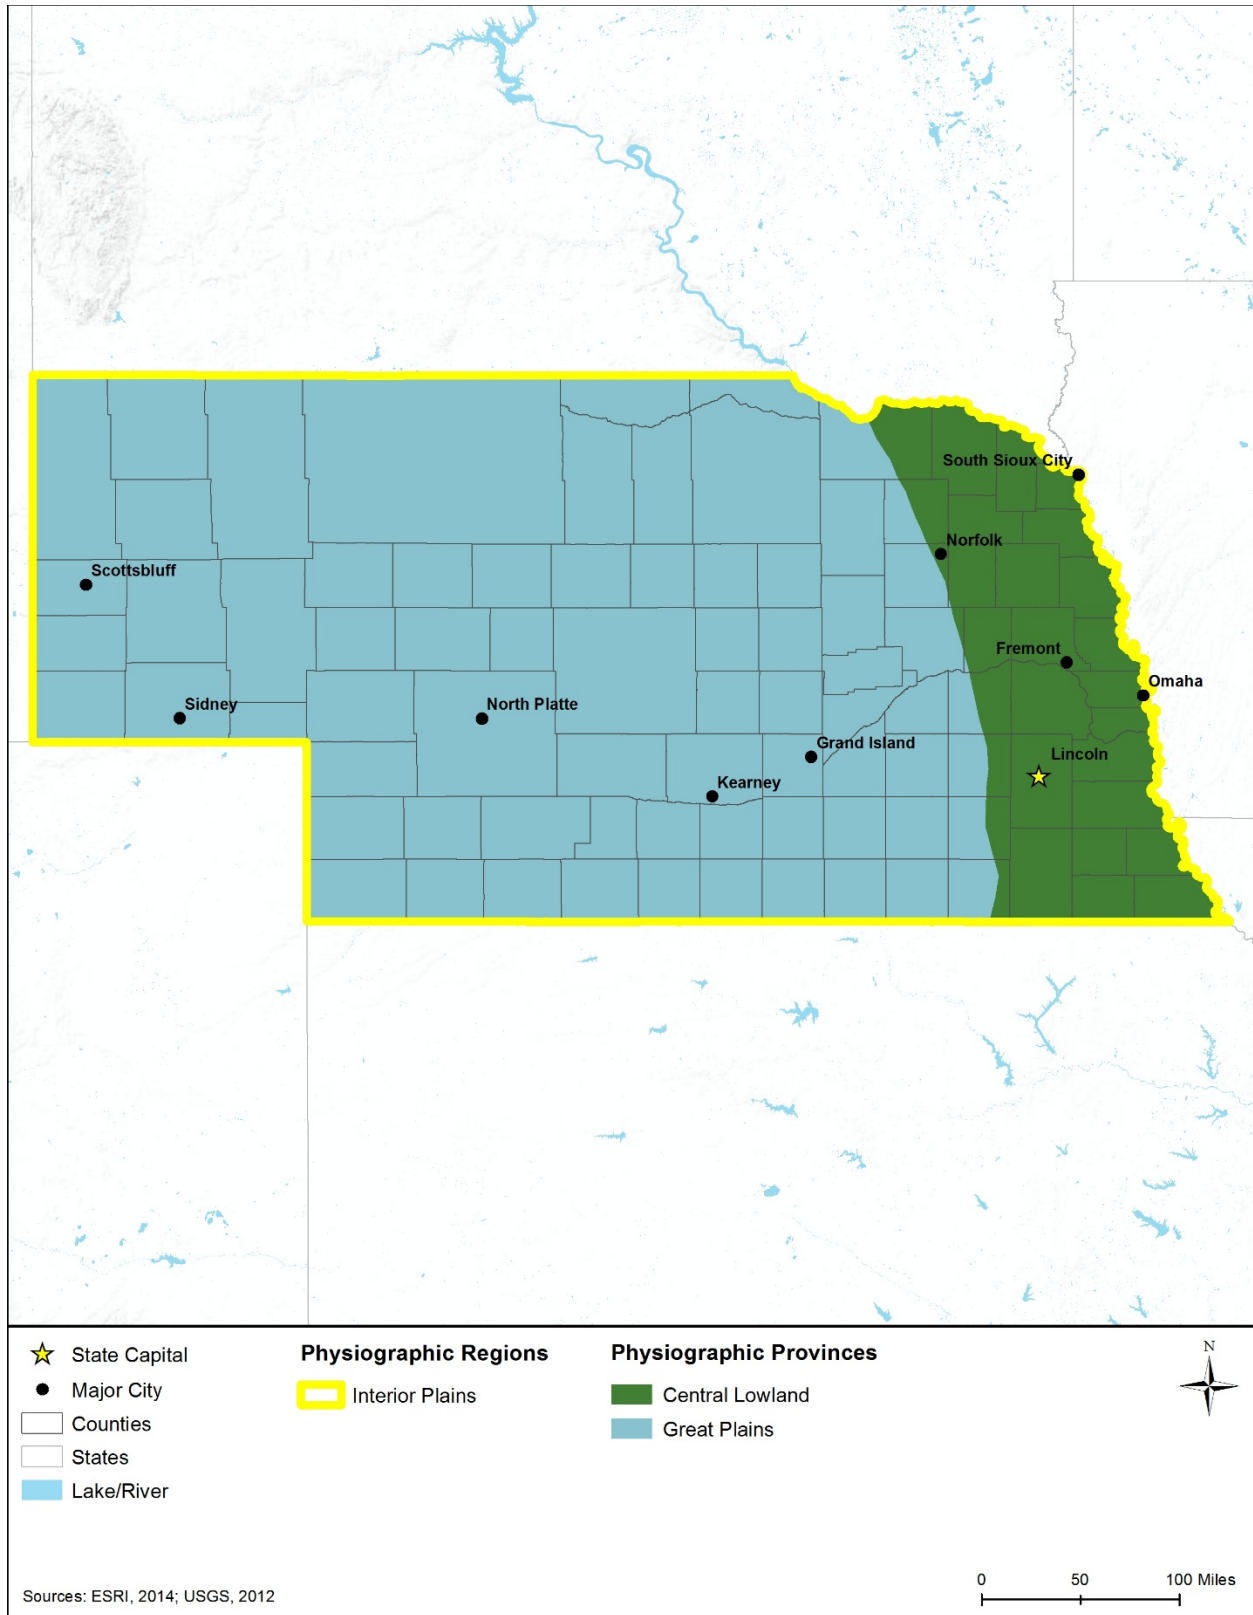 South Sioux City
Norfolk
Scottsbluff
Fremont
Omaha
Sidney
North Platte
Grand Island
Lincoln
Kearney
State Capital
Major City
Counties
States
Lake/River
Physiographic Regions
Interior Plains
Physiographic Provinces
Central Lowland
Great Plains
N
Sources: ESRI, 2014; USGS, 2012
0 50 100 Miles